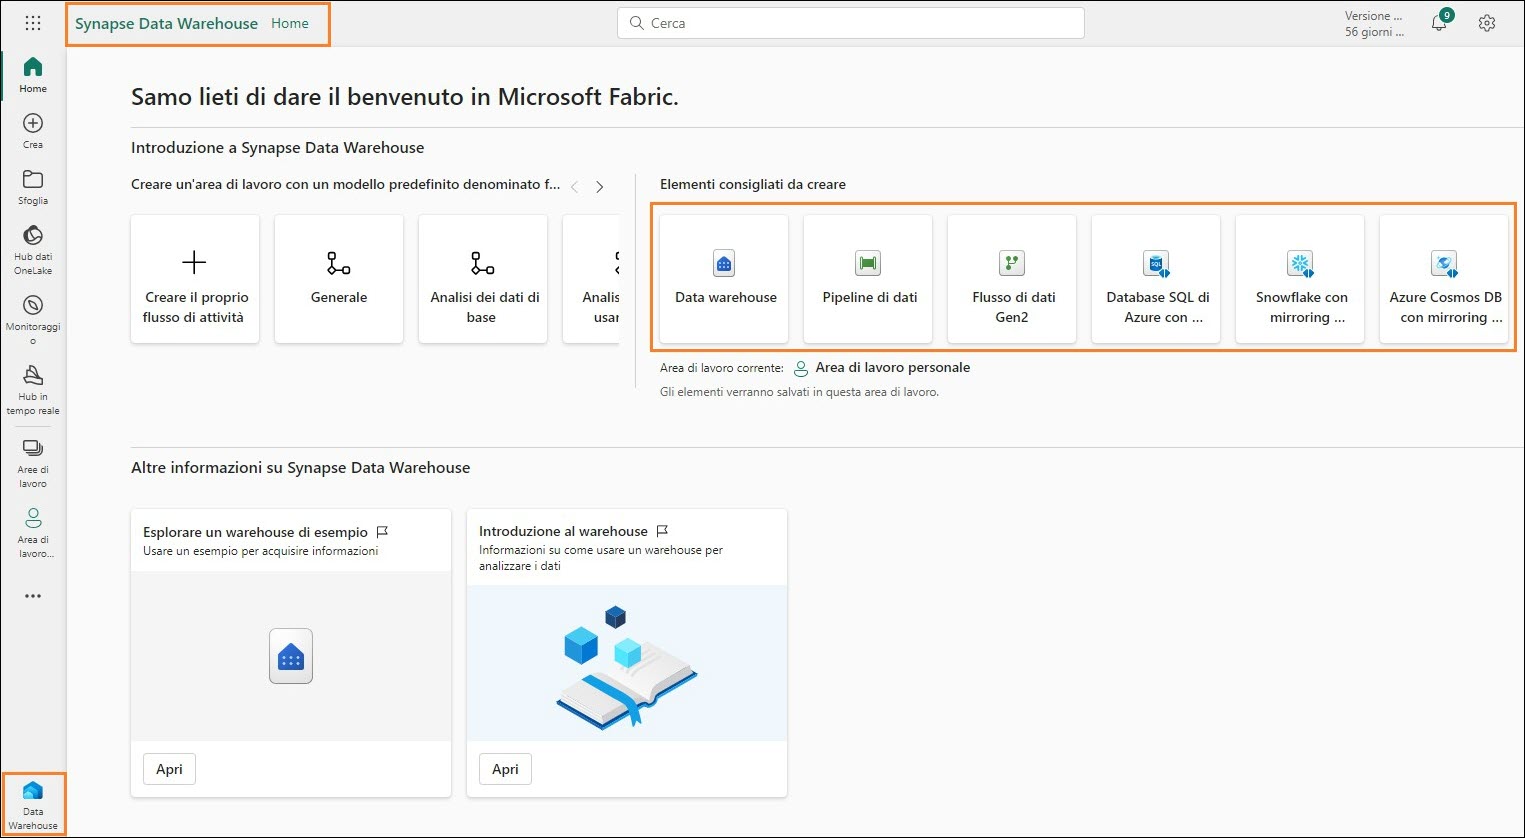 Synapse Data Warehouse Home
Cerca
Versione ...
56 giorni ...
9
Home
Crea
Sfoglia
Hub dati
OneLake
Monitoraggi
o
Hub in
tempo reale
Aree di
lavoro
Area di
lavoro...
Data
Warehouse
Samo lieti di dare il benvenuto in Microsoft Fabric.
Introduzione a Synapse Data Warehouse
Creare un'area di lavoro con un modello predefinito denominato f...
Creare il proprio
flusso di attività
Generale
Analisi dei dati di
base
Analis
usar
Elementi consigliati da creare
Data warehouse
Pipeline di dati
Flusso di dati
Gen2
SQL
Database SQL di
Azure con ...
Snowflake con
mirroring ...
Azure Cosmos DB
con mirroring ...
Area di lavoro corrente: Area di lavoro personale
Gli elementi verranno salvati in questa area di lavoro.
Altre informazioni su Synapse Data Warehouse
Esplorare un warehouse di esempio
Usare un esempio per acquisire informazioni
Apri
Introduzione al warehouse
Informazioni su come usare un warehouse per
analizzare i dati
Apri